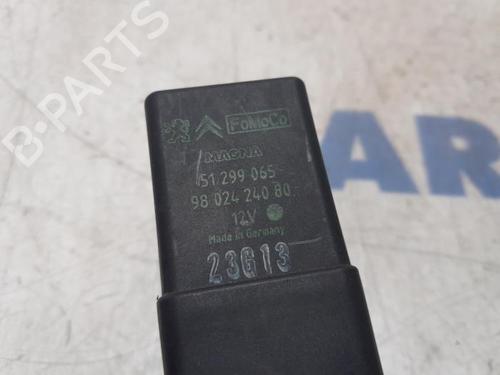 B-PARTS
FoMoCo
MAGNA
51 299 065
98 024 240 80
12V
Made in Germany
23G13
AR